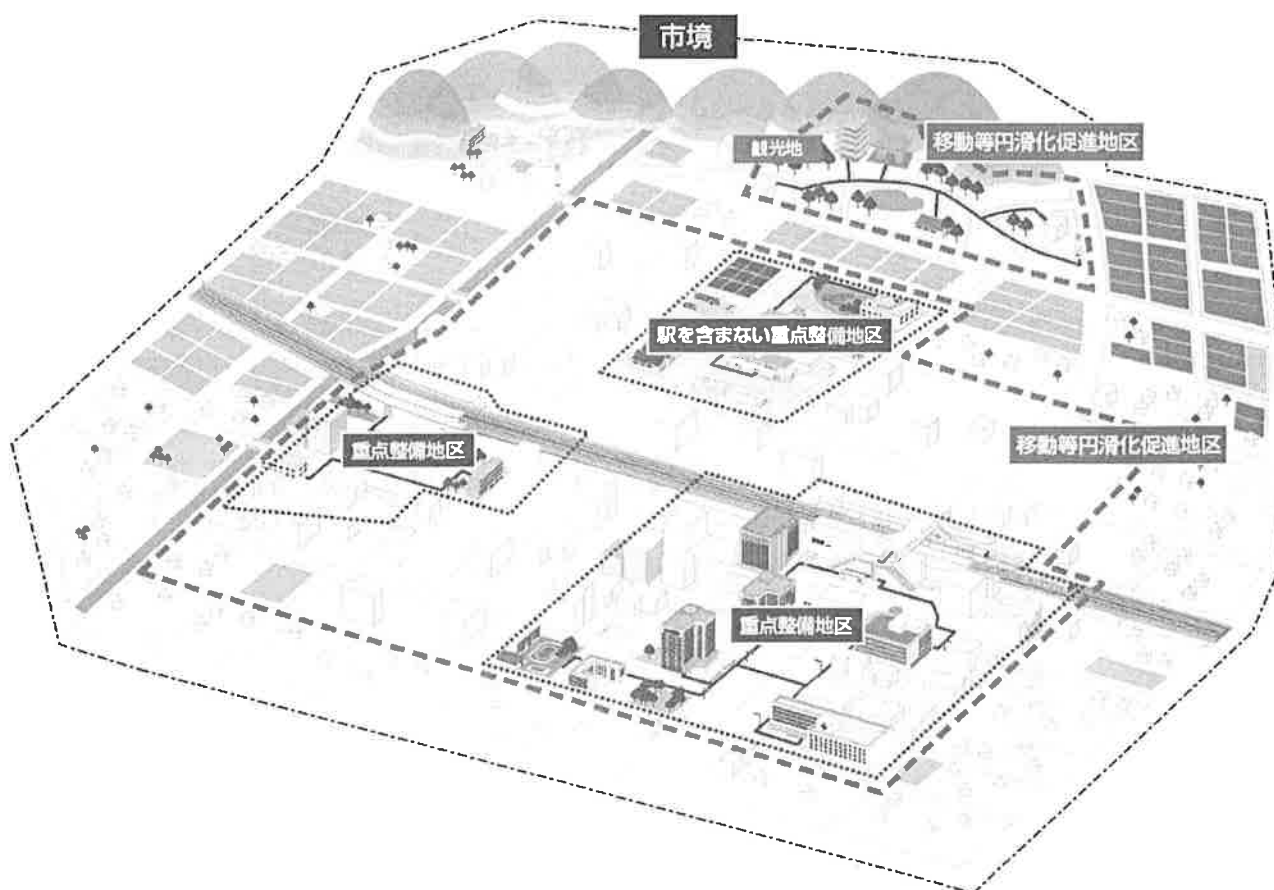 市境
移動等円滑化促進地区
観光地
駅を含まない重点整備地区
重点整備地区
移動等円滑化促進地区
重点整備地区